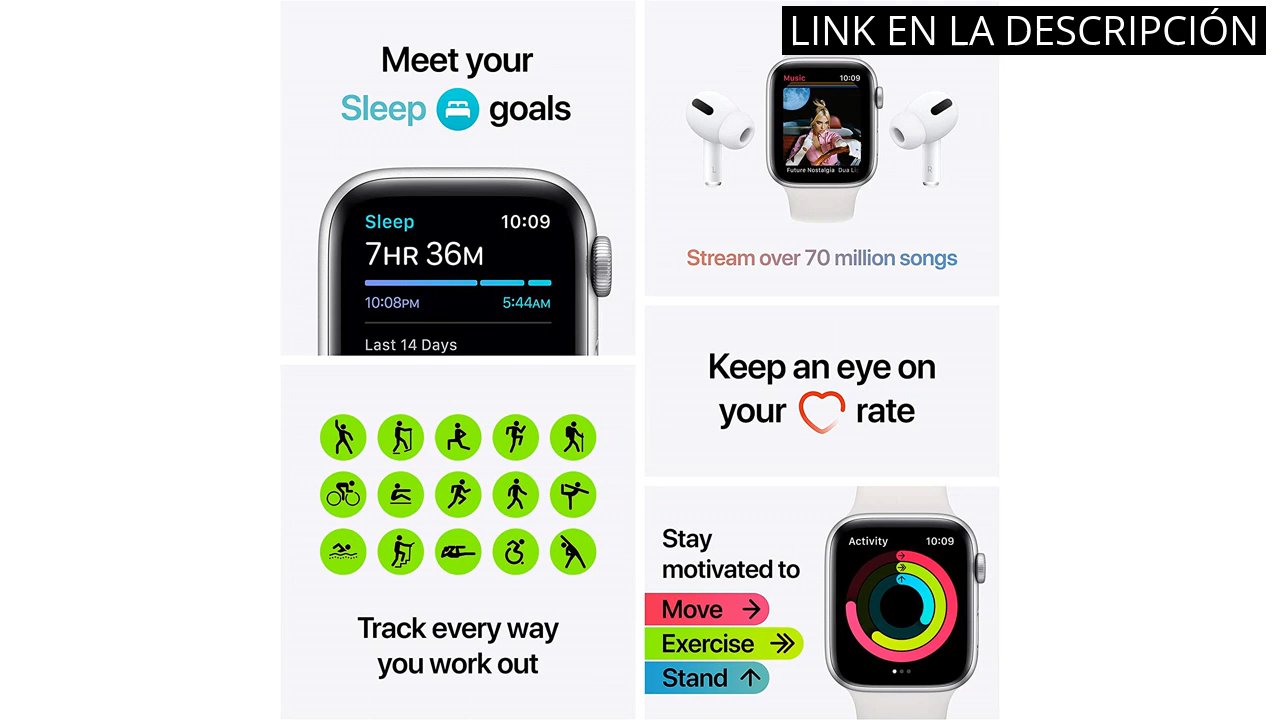 LINK EN LA DESCRIPCIÓN
Meet your
Sleep goals
Sleep 10:09
7HR 36M
10:08PM 5:44AM
Last 14 Days
Track every way
you work out
Music 10:09
Future Nostalgia Dua Li
L
R
Stream over 70 million songs
Keep an eye on
your rate
Stay
motivated to
Move
Exercise
Stand
Activity 10:09